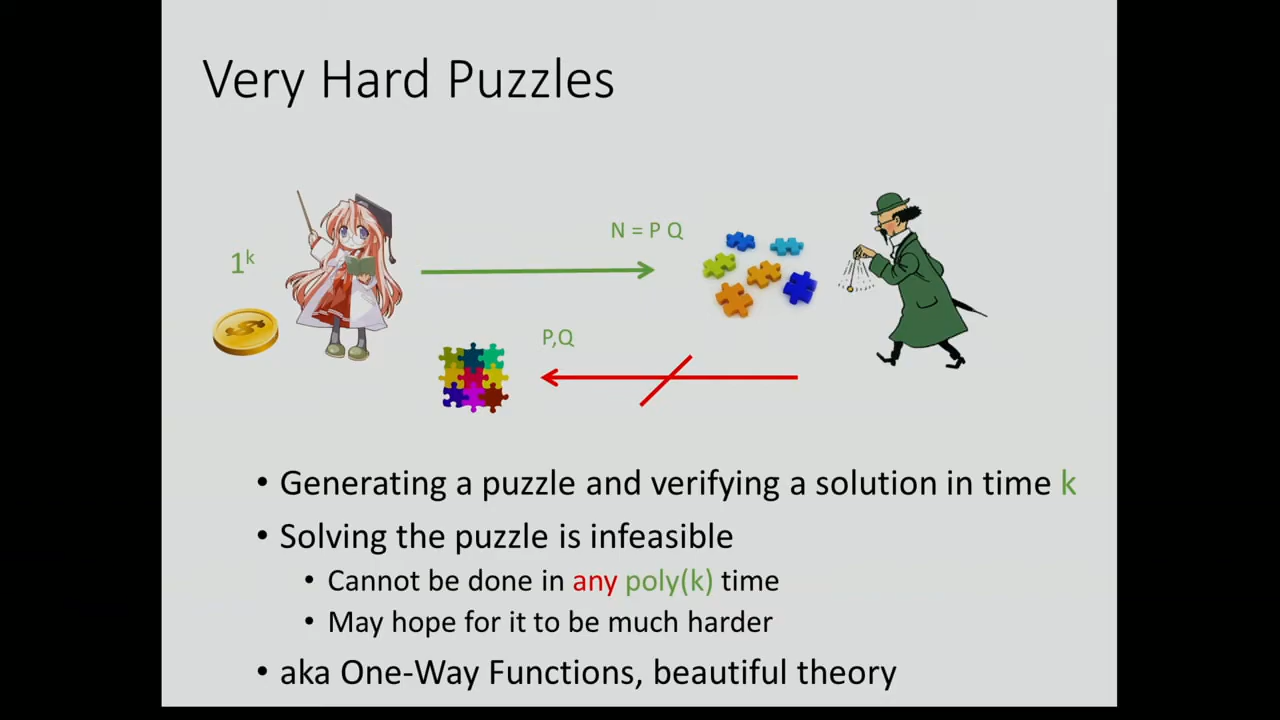 Very Hard Puzzles
N = P Q
1^k
P,Q
• Generating a puzzle and verifying a solution in time k
• Solving the puzzle is infeasible
• Cannot be done in any poly(k) time
• May hope for it to be much harder
• aka One-Way Functions, beautiful theory